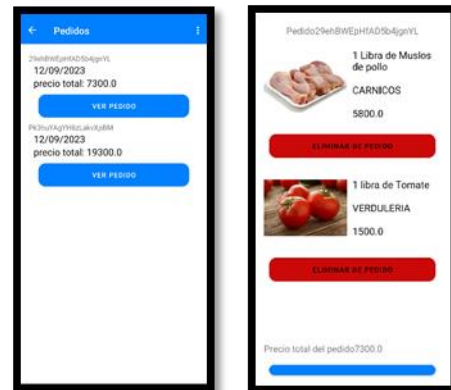 Pedidos
29ehBWEpHfAD5b4jgnYL
12/09/2023
precio total: 7300.0
VER PEDIDO
12/09/2023
precio total: 19300.0
VER PEDIDO
Pedido29ehBWEpHfAD5b4jgnYL
1 Libra de Muslos
de pollo
CARNICOS
5800.0
ELIMINAR DE PEDIDO
1 libra de Tomate
VERDULERIA
1500.0
ELIMINAR DE PEDIDO
Precio total del pedido7300.0